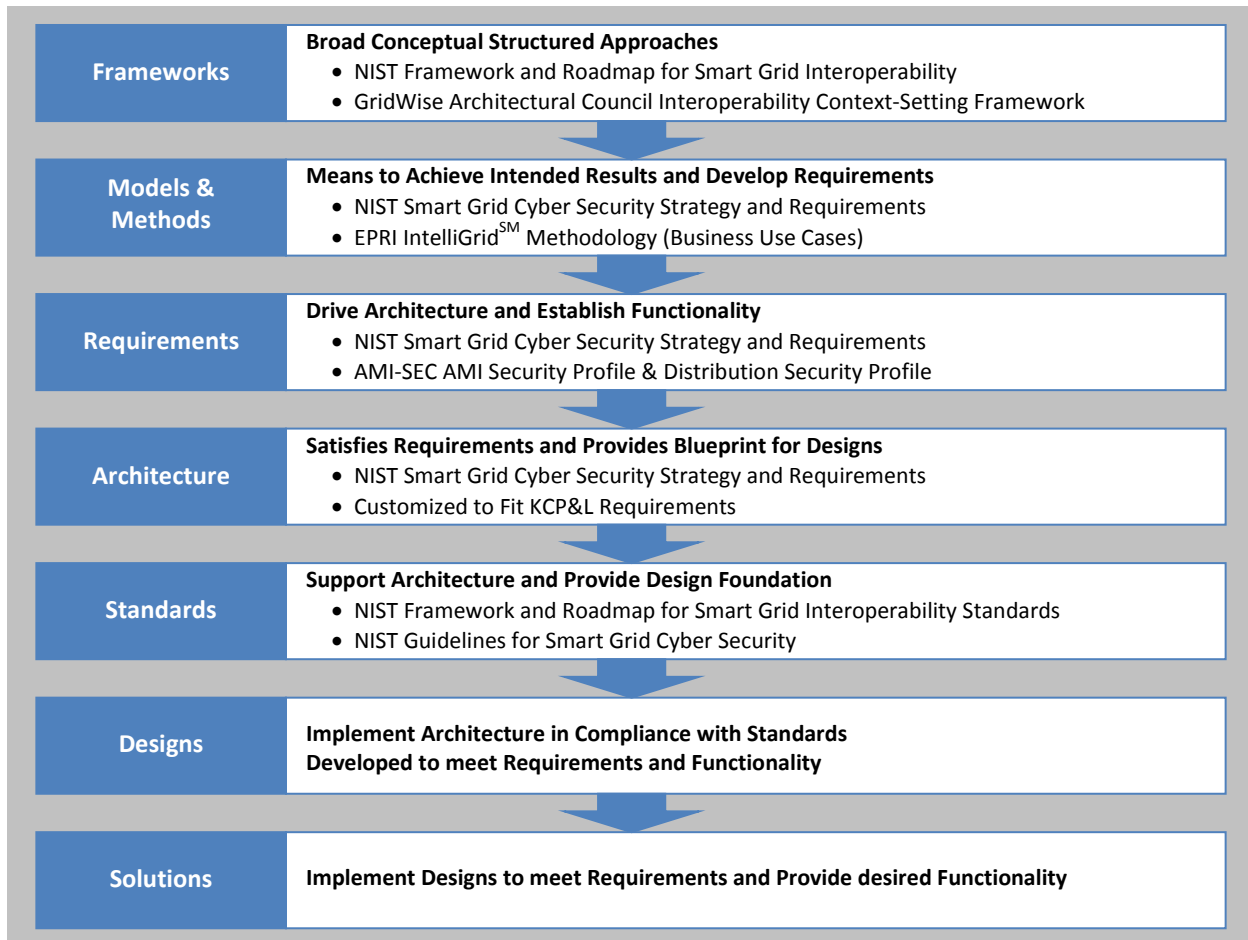 Frameworks
Broad Conceptual Structured Approaches
• NIST Framework and Roadmap for Smart Grid Interoperability
• GridWise Architectural Council Interoperability Context-Setting Framework
Models &
Methods
Means to Achieve Intended Results and Develop Requirements
• NIST Smart Grid Cyber Security Strategy and Requirements
• EPRI IntelliGridSM Methodology (Business Use Cases)
Requirements
Drive Architecture and Establish Functionality
• NIST Smart Grid Cyber Security Strategy and Requirements
• AMI-SEC AMI Security Profile & Distribution Security Profile
Architecture
Satisfies Requirements and Provides Blueprint for Designs
• NIST Smart Grid Cyber Security Strategy and Requirements
• Customized to Fit KCP&L Requirements
Standards
Support Architecture and Provide Design Foundation
• NIST Framework and Roadmap for Smart Grid Interoperability Standards
• NIST Guidelines for Smart Grid Cyber Security
Designs
Implement Architecture in Compliance with Standards
Developed to meet Requirements and Functionality
Solutions
Implement Designs to meet Requirements and Provide desired Functionality